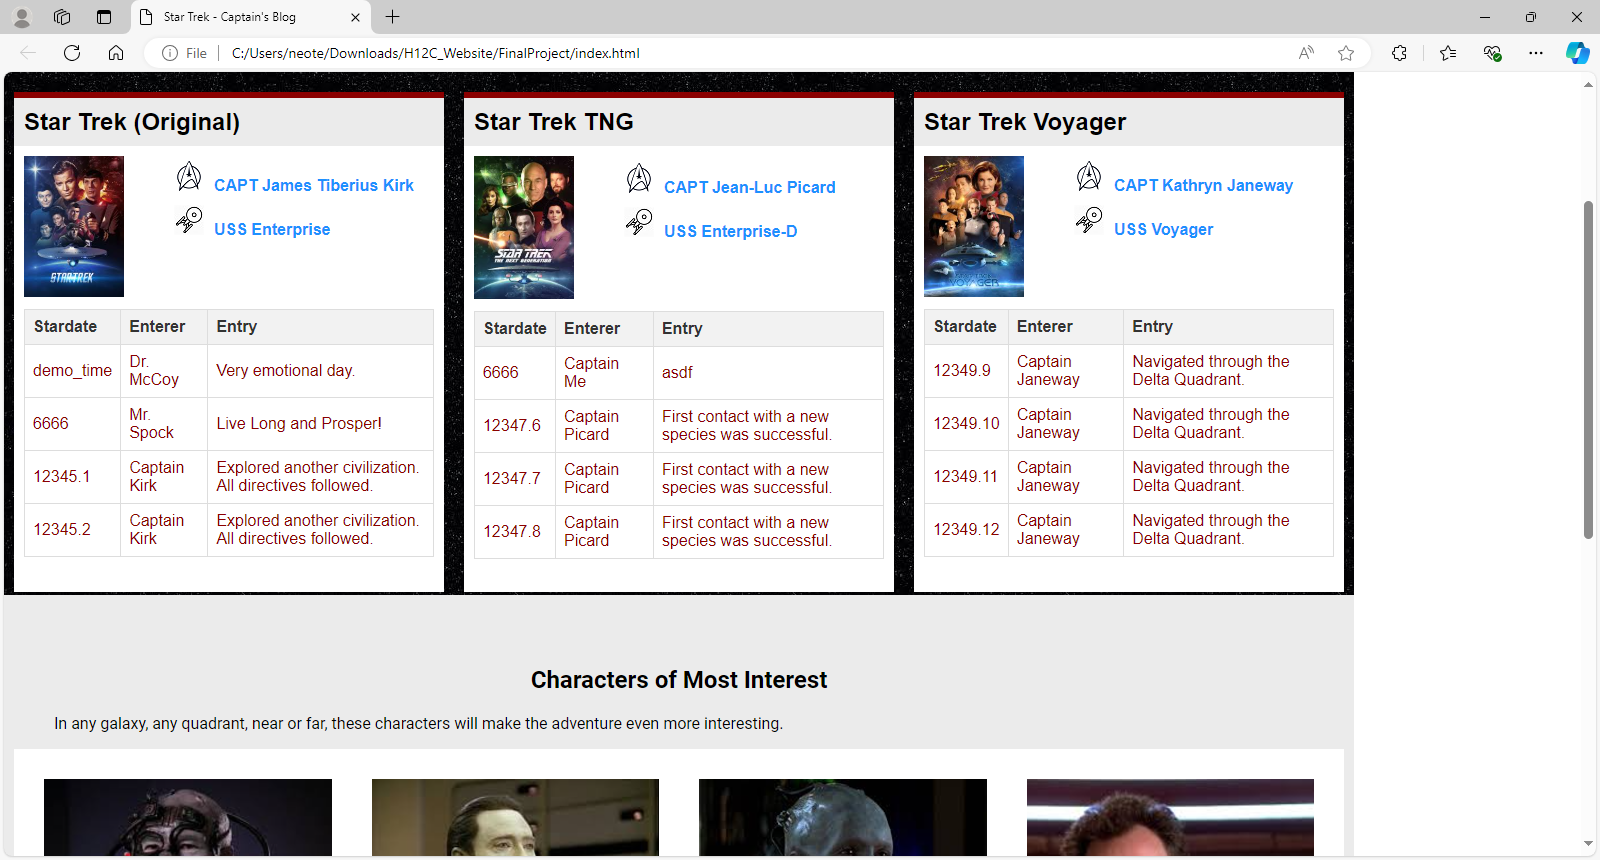 Star Trek - Captain's Blog
File
C:/Users/neote/Downloads/H12C_Website/FinalProject/index.html
Star Trek (Original)
STAR TREK
CAPT James Tiberius Kirk
USS Enterprise
Stardate Enterer Entry
demo_time Dr. McCoy Very emotional day.
6666 Mr. Spock Live Long and Prosper!
12345.1 Captain Kirk Explored another civilization. All directives followed.
12345.2 Captain Kirk Explored another civilization. All directives followed.
Star Trek TNG
STAR TREK
THE NEXT GENERATION
CAPT Jean-Luc Picard
USS Enterprise-D
Stardate Enterer Entry
6666 Captain Me asdf
12347.6 Captain Picard First contact with a new species was successful.
12347.7 Captain Picard First contact with a new species was successful.
12347.8 Captain Picard First contact with a new species was successful.
Star Trek Voyager
VOYAGER
CAPT Kathryn Janeway
USS Voyager
Stardate Enterer Entry
12349.9 Captain Janeway Navigated through the Delta Quadrant.
12349.10 Captain Janeway Navigated through the Delta Quadrant.
12349.11 Captain Janeway Navigated through the Delta Quadrant.
12349.12 Captain Janeway Navigated through the Delta Quadrant.
Characters of Most Interest
In any galaxy, any quadrant, near or far, these characters will make the adventure even more interesting.